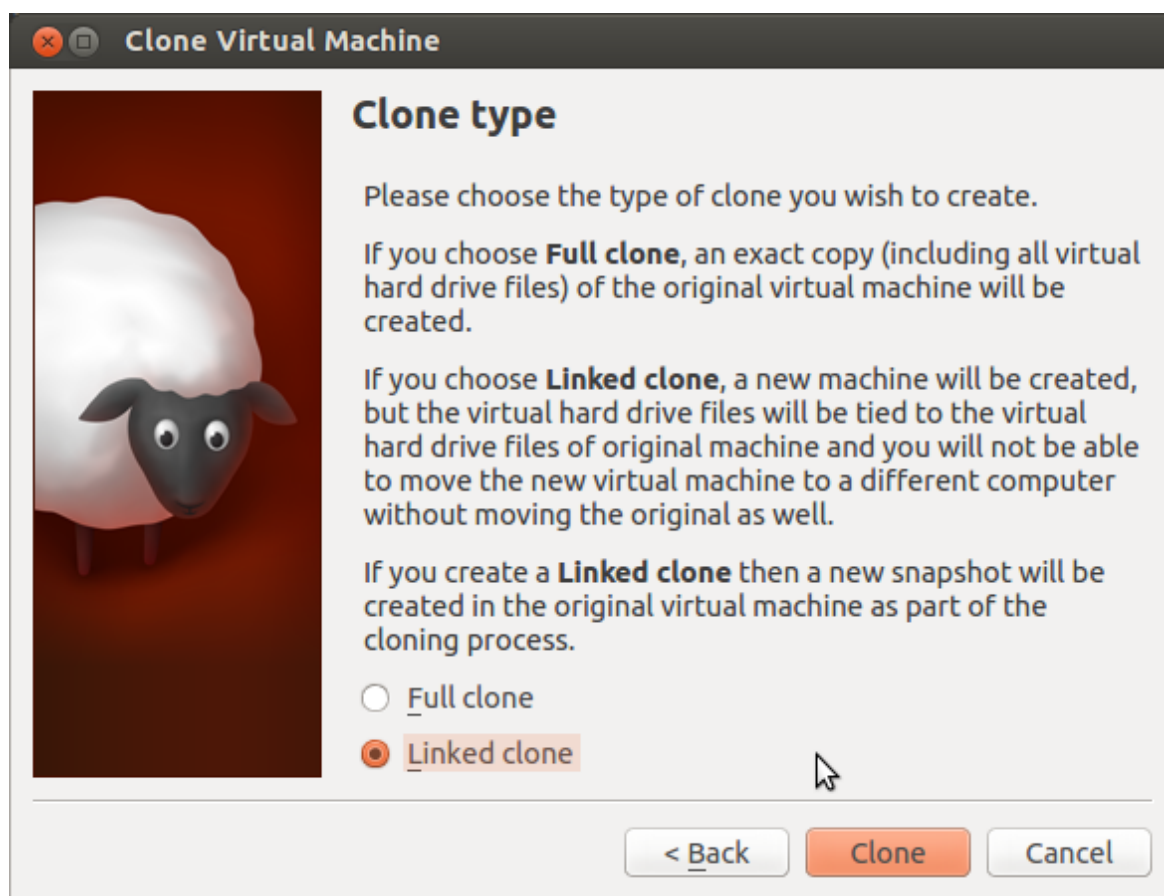 Clone Virtual Machine
Clone type
Please choose the type of clone you wish to create.
If you choose Full clone, an exact copy (including all virtual
hard drive files) of the original virtual machine will be
created.
If you choose Linked clone, a new machine will be created,
but the virtual hard drive files will be tied to the virtual
hard drive files of original machine and you will not be able
to move the new virtual machine to a different computer
without moving the original as well.
If you create a Linked clone then a new snapshot will be
created in the original virtual machine as part of the
cloning process.
Full clone
Linked clone
< Back Clone Cancel